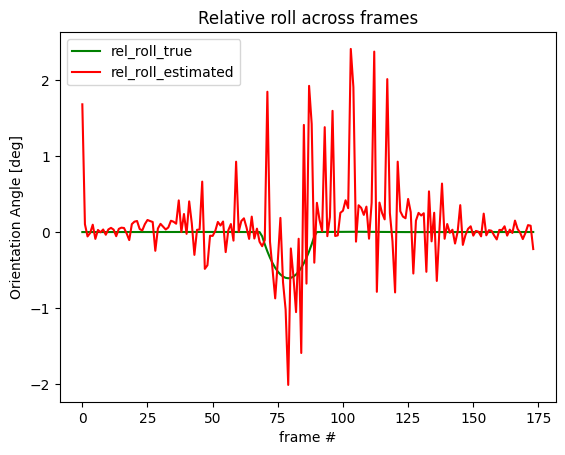 Relative roll across frames
rel_roll_true
rel_roll_estimated
Orientation Angle [deg]
2
1
0
−1
−2
0 25 50 75 100 125 150 175
frame #